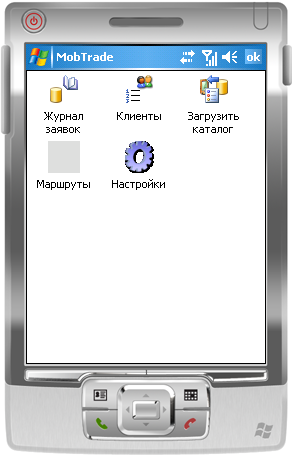 MobTrade ok
Журнал заявок
Клиенты
Загрузить каталог
Маршруты
Настройки